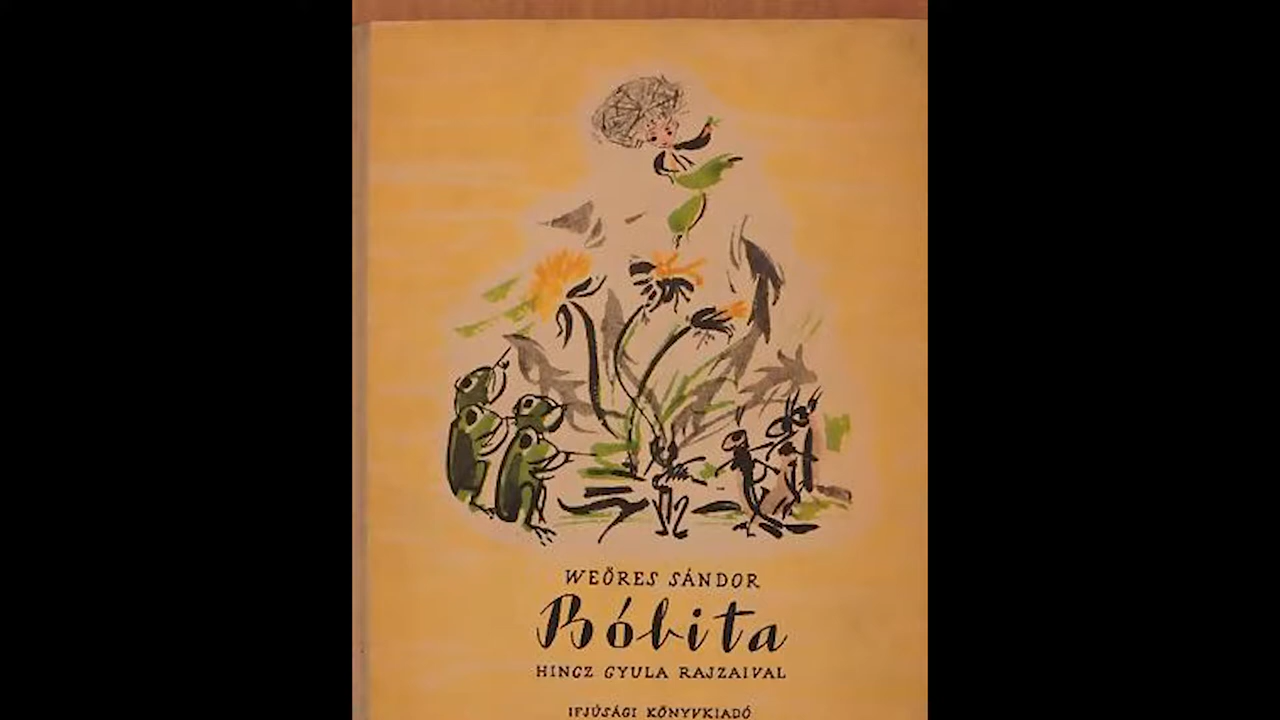 WEÖRES SÁNDOR
Bóbita
HINCZ GYULA RAJZAIVAL
IFJÚSÁGI KÖNYVKIADÓ